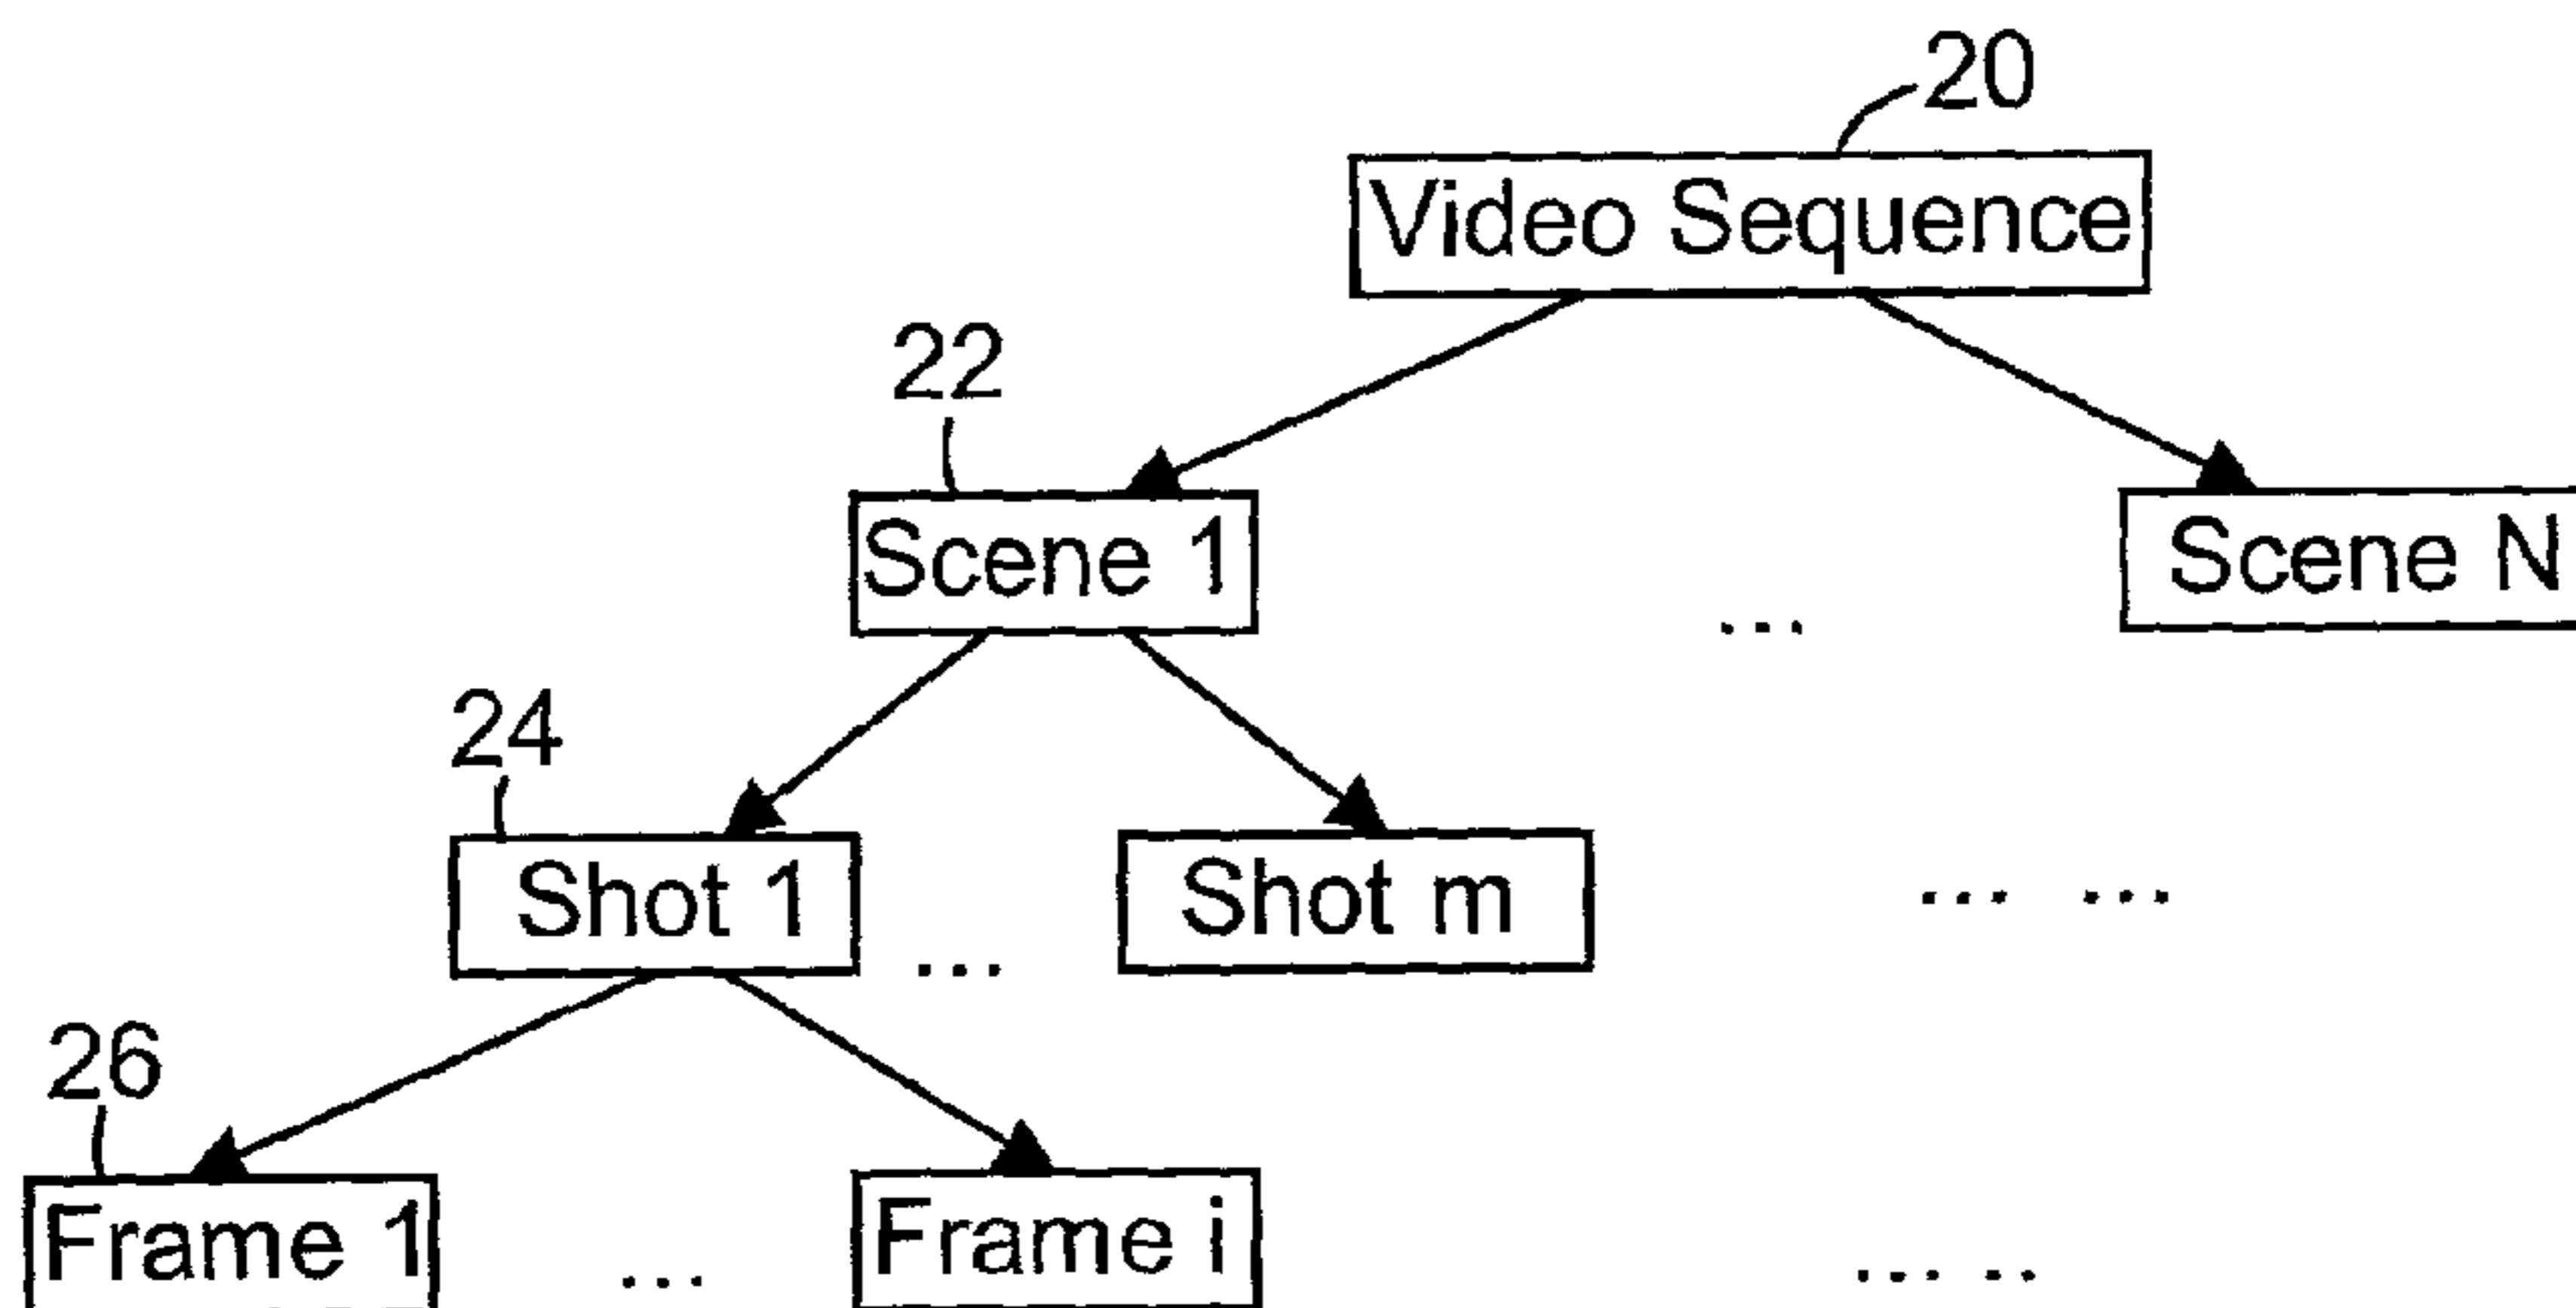 20
Video Sequence
22
Scene 1
...
Scene N
24
Shot 1
...
Shot m
... ...
26
Frame 1
...
Frame i
... ..